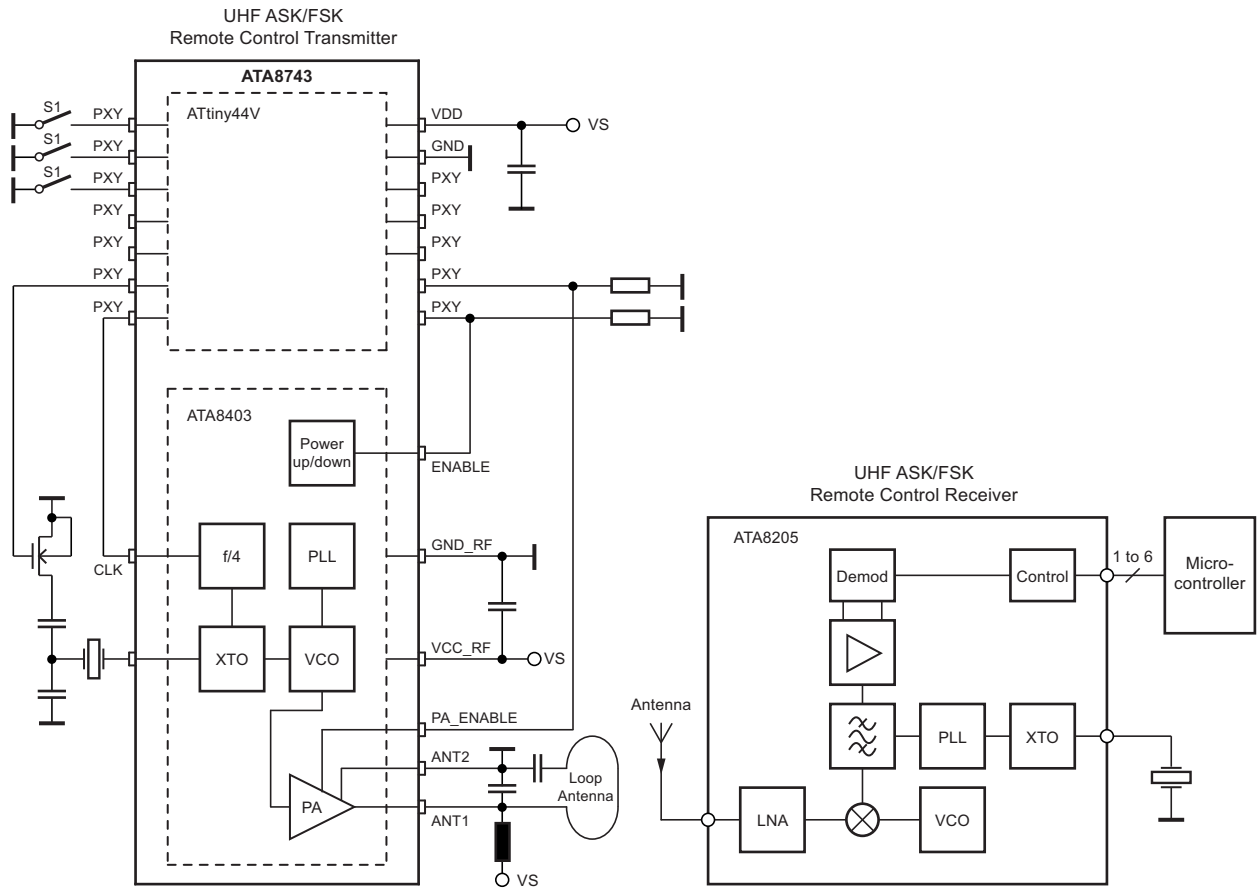 UHF ASK/FSK
Remote Control Transmitter
ATA8743
ATtiny44V
S1
PXY
S1
PXY
S1
PXY
PXY
PXY
PXY
PXY
VDD
VS
GND
PXY
PXY
PXY
PXY
PXY
ATA8403
Power
up/down
ENABLE
f/4
PLL
GND_RF
CLK
XTO
VCO
VCC_RF
VS
PA_ENABLE
ANT2
Loop
Antenna
PA
ANT1
VS
UHF ASK/FSK
Remote Control Receiver
ATA8205
Demod
Control
1 to 6
Micro-
controller
Antenna
PLL
XTO
LNA
VCO